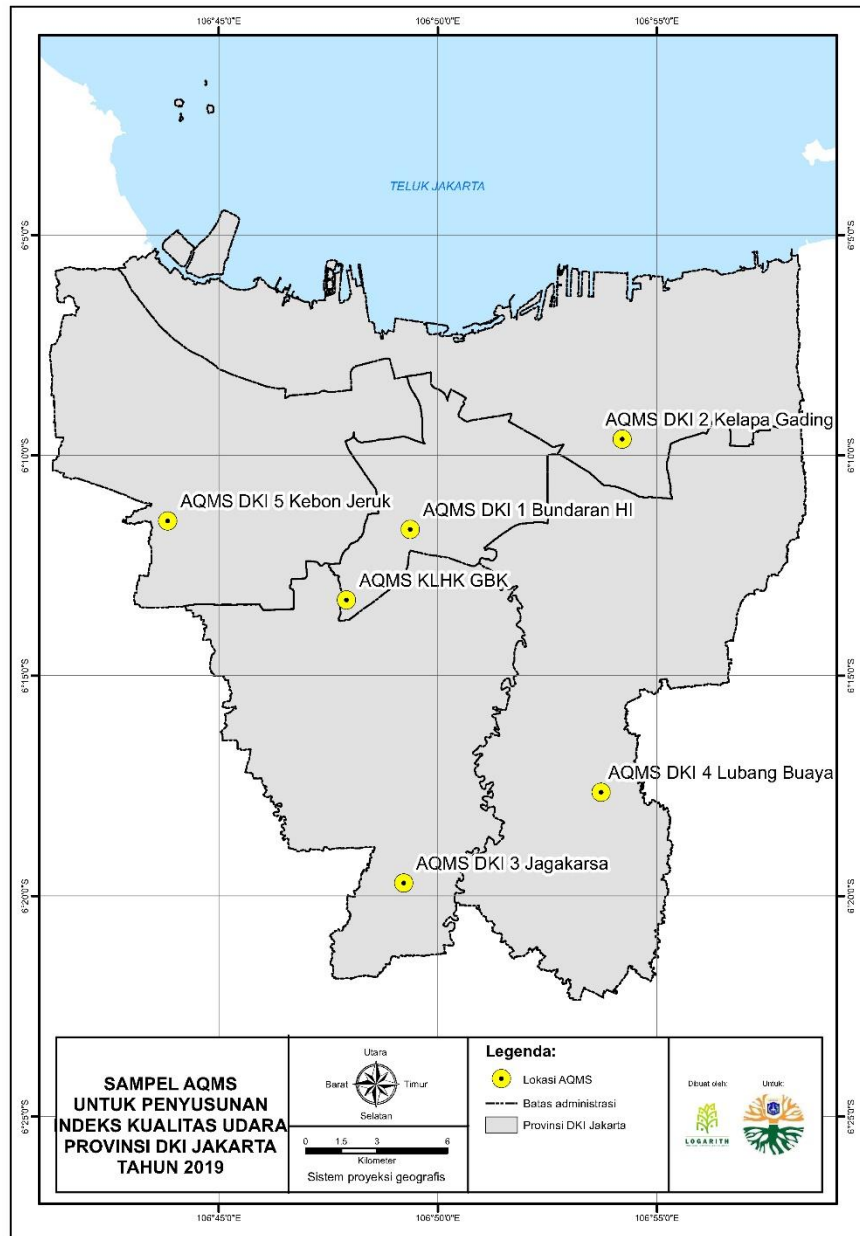 106°45'0"E
106°50'0"E
106°55'0"E
TELUK JAKARTA
6°5'0"S
6°5'0"S
AQMS DKI 2 Kelapa Gading
6°10'0"S
6°10'0"S
AQMS DKI 5 Kebon Jeruk
AQMS DKI 1 Bundaran HI
AQMS KLHK GBK
6°15'0"S
6°15'0"S
AQMS DKI 4 Lubang Buaya
AQMS DKI 3 Jagakarsa
6°20'0"S
6°20'0"S
6°25'0"S
6°25'0"S
SAMPEL AQMS
UNTUK PENYUSUNAN
INDEKS KUALITAS UDARA
PROVINSI DKI JAKARTA
TAHUN 2019
Utara
Barat
Timur
Selatan
0 1.5 3 6
Kilometer
Sistem proyeksi geografis
Legenda:
Lokasi AQMS
Batas administrasi
Provinsi DKI Jakarta
Dibuat oleh:
Untuk:
LOGARITH
106°45'0"E
106°50'0"E
106°55'0"E